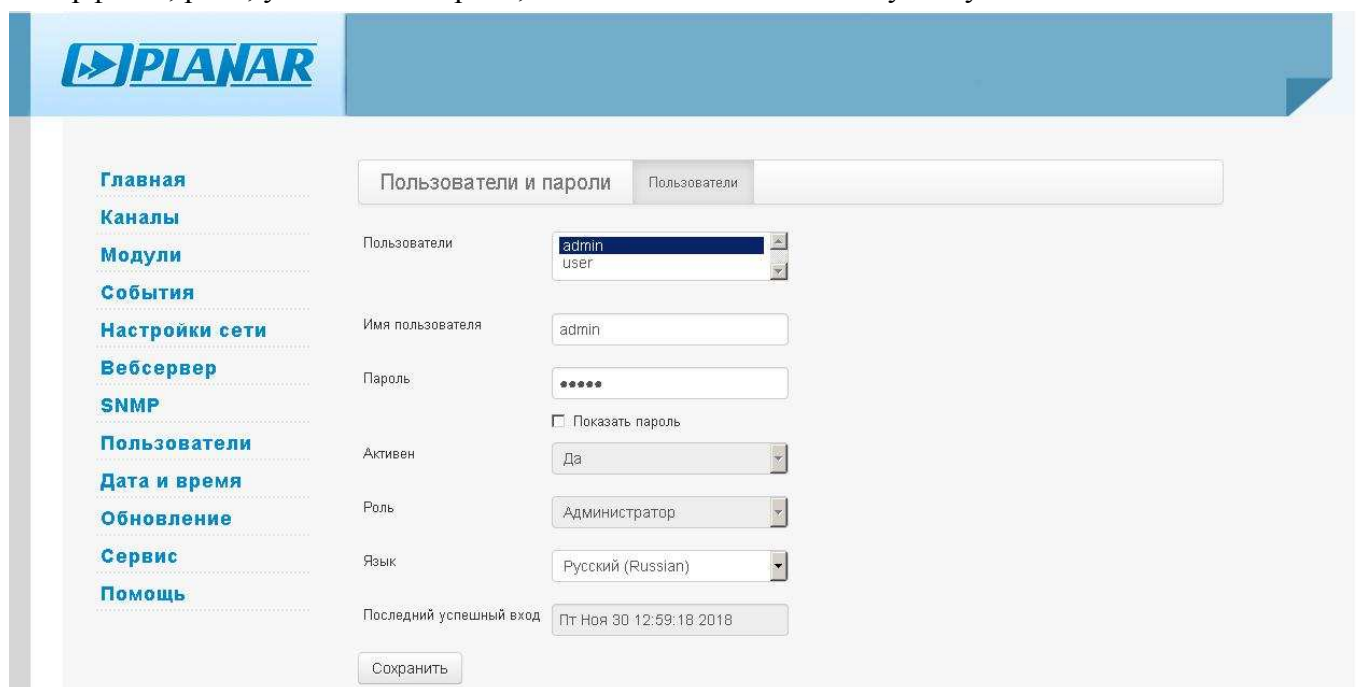 PLANAR
Главная
Каналы
Модули
События
Настройки сети
Вебсервер
SNMP
Пользователи
Дата и время
Обновление
Сервис
Помощь
Пользователи и пароли Пользователи
Пользователи admin
user
Имя пользователя admin
Пароль •••••
Показать пароль
Активен Да
Роль Администратор
Язык Русский (Russian)
Последний успешный вход Пт Ноя 30 12:59:18 2018
Сохранить